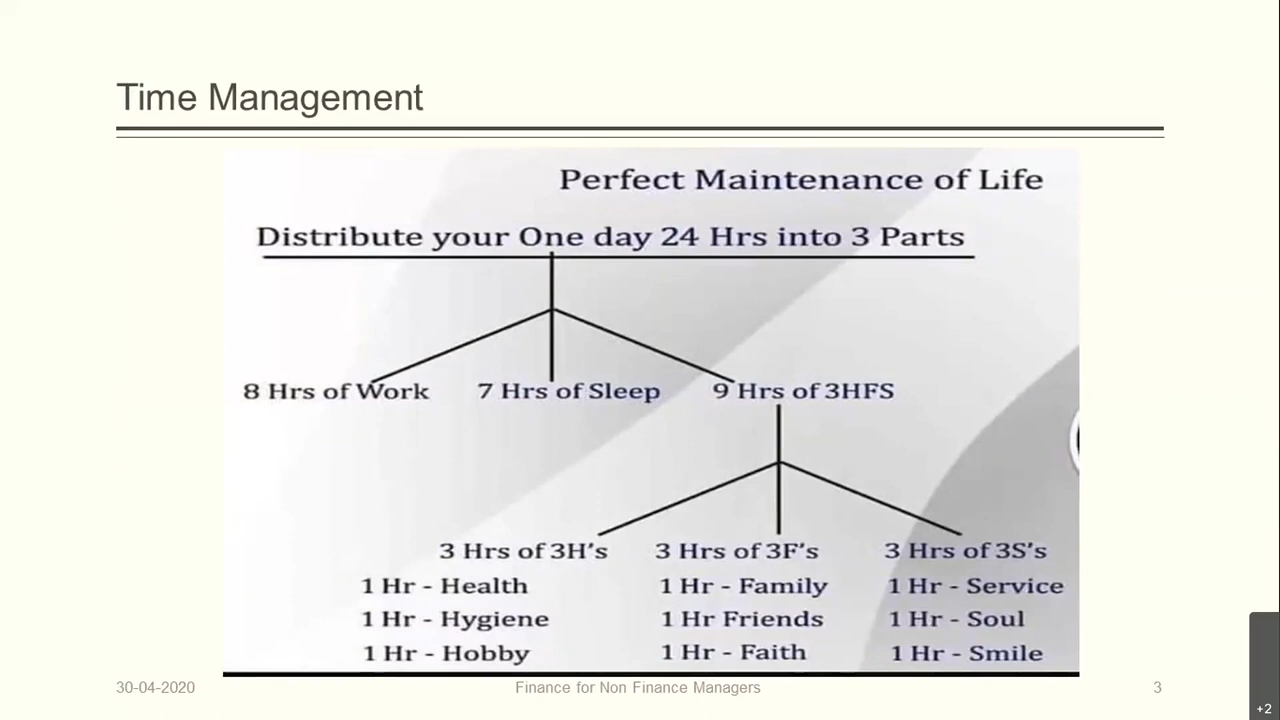 Time Management
Perfect Maintenance of Life
Distribute your One day 24 Hrs into 3 Parts
8 Hrs of Work 7 Hrs of Sleep 9 Hrs of 3HFS
3 Hrs of 3H's 3 Hrs of 3F's 3 Hrs of 3S's
1 Hr - Health 1 Hr - Family 1 Hr - Service
1 Hr - Hygiene 1 Hr Friends 1 Hr - Soul
1 Hr - Hobby 1 Hr - Faith 1 Hr - Smile
30-04-2020 Finance for Non Finance Managers 3
+2